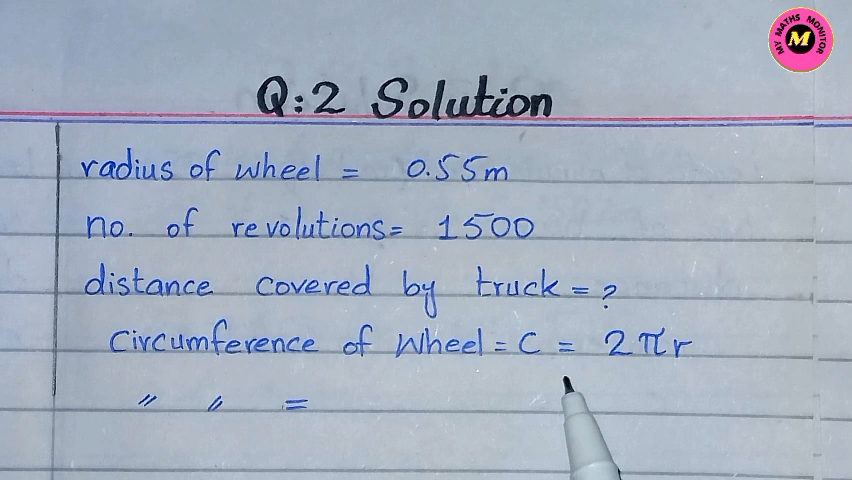 MY MATHS MONITOR
M
Q:2 Solution
radius of wheel = 0.55m
no. of revolutions= 1500
distance covered by truck = ?
Circumference of Wheel = C = 2πr
〃 〃 =